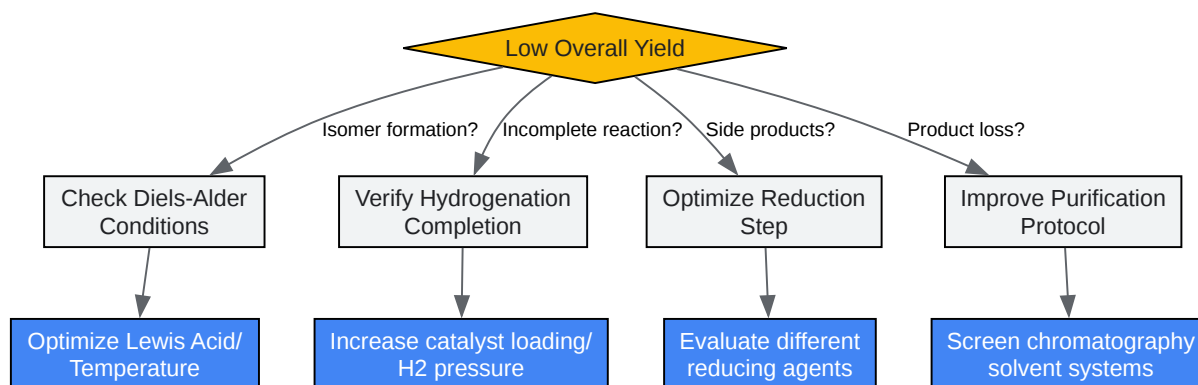 Low Overall Yield
Isomer formation?
Incomplete reaction?
Side products?
Product loss?
Check Diels-Alder
Conditions
Verify Hydrogenation
Completion
Optimize Reduction
Step
Improve Purification
Protocol
Optimize Lewis Acid/
Temperature
Increase catalyst loading/
H2 pressure
Evaluate different
reducing agents
Screen chromatography
solvent systems